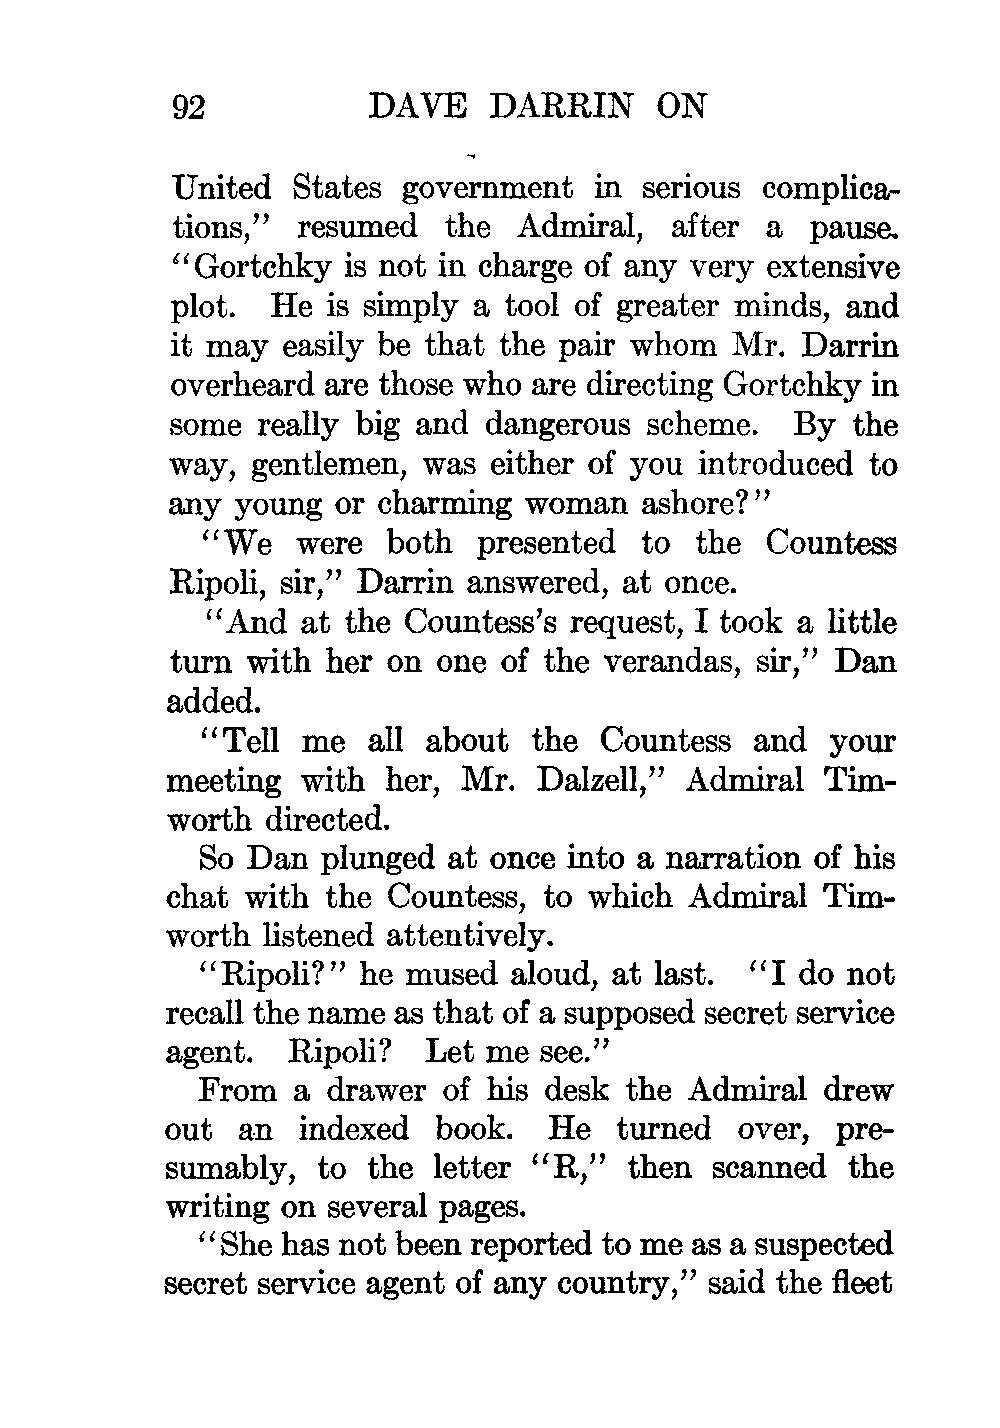 92 DAVE DARRIN ON
United States government in serious complica-
tions,” resumed the Admiral, after a pause.
“Gortchky is not in charge of any very extensive
plot. He is simply a tool of greater minds, and
it may easily be that the pair whom Mr. Darrin
overheard are those who are directing Gortchky in
some really big and dangerous scheme. By the
way, gentlemen, was either of you introduced to
any young or charming woman ashore?”
“We were both presented to the Countess
Ripoli, sir,” Darrin answered, at once.
“And at the Countess’s request, I took a little
turn with her on one of the verandas, sir,” Dan
added.
“Tell me all about the Countess and your
meeting with her, Mr. Dalzell,” Admiral Tim-
worth directed.
So Dan plunged at once into a narration of his
chat with the Countess, to which Admiral Tim-
worth listened attentively.
“Ripoli?” he mused aloud, at last. “I do not
recall the name as that of a supposed secret service
agent. Ripoli? Let me see.”
From a drawer of his desk the Admiral drew
out an indexed book. He turned over, pre-
sumably, to the letter “R,” then scanned the
writing on several pages.
“She has not been reported to me as a suspected
secret service agent of any country,” said the fleet